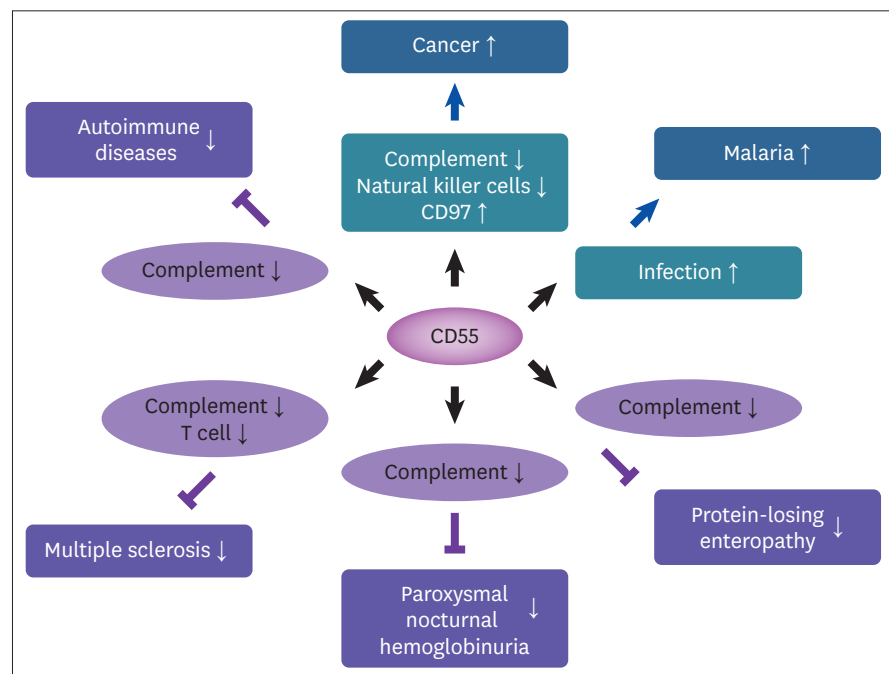 Cancer ↑
Autoimmune
diseases ↓
Complement ↓
Natural killer cells ↓
CD97 ↑
Malaria ↑
Complement ↓
Infection ↑
CD55
Complement ↓
T cell ↓
Complement ↓
Complement ↓
Multiple sclerosis ↓
Protein-losing
enteropathy ↓
Paroxysmal
nocturnal ↓
hemoglobinuria